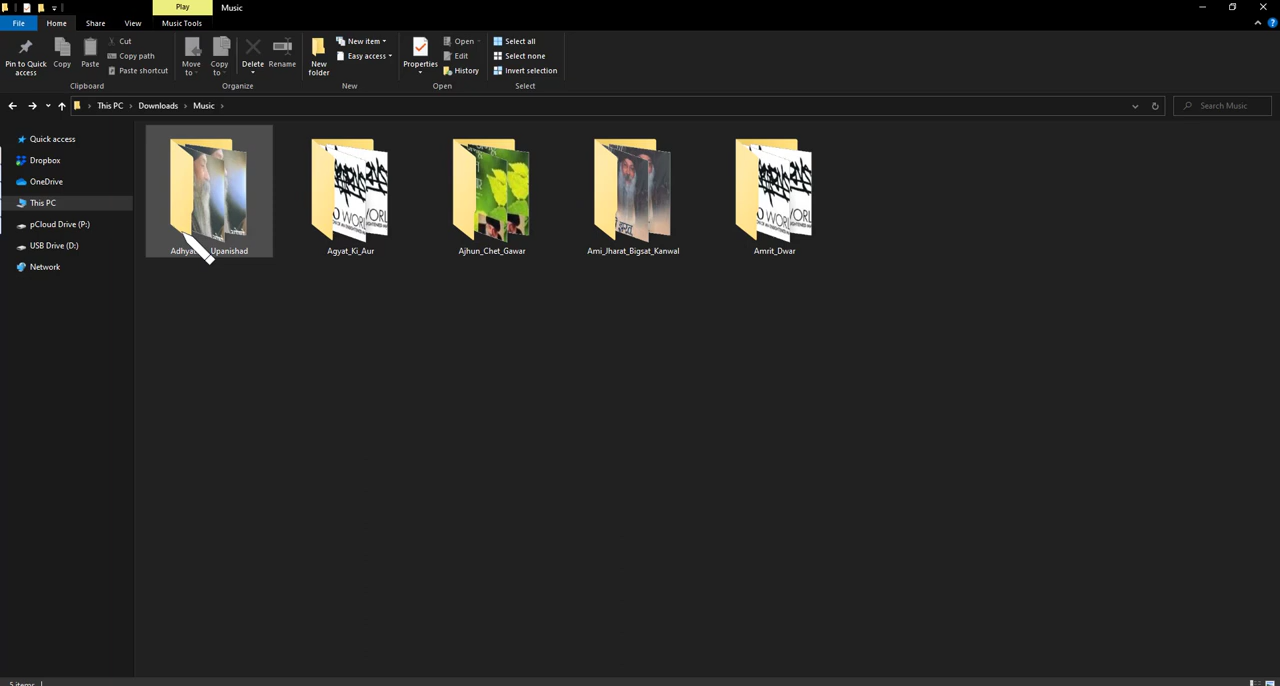 Play
Music
File
Home
Share
View
Music Tools
Pin to Quick
access
Copy
Paste
Cut
Copy path
Paste shortcut
Clipboard
Move
to
Copy
to
Delete
Rename
Organize
New
folder
New item
Easy access
New
Properties
Open
Edit
History
Open
Select all
Select none
Invert selection
Select
This PC
Downloads
Music
Search Music
Quick access
Dropbox
OneDrive
This PC
pCloud Drive (P:)
USB Drive (D:)
Network
Upanishad
Agyat_Ki_Aur
Ajhun_Chet_Gawar
Ami_Jharat_Bigsat_Kanwal
Amrit_Dwar
5 items